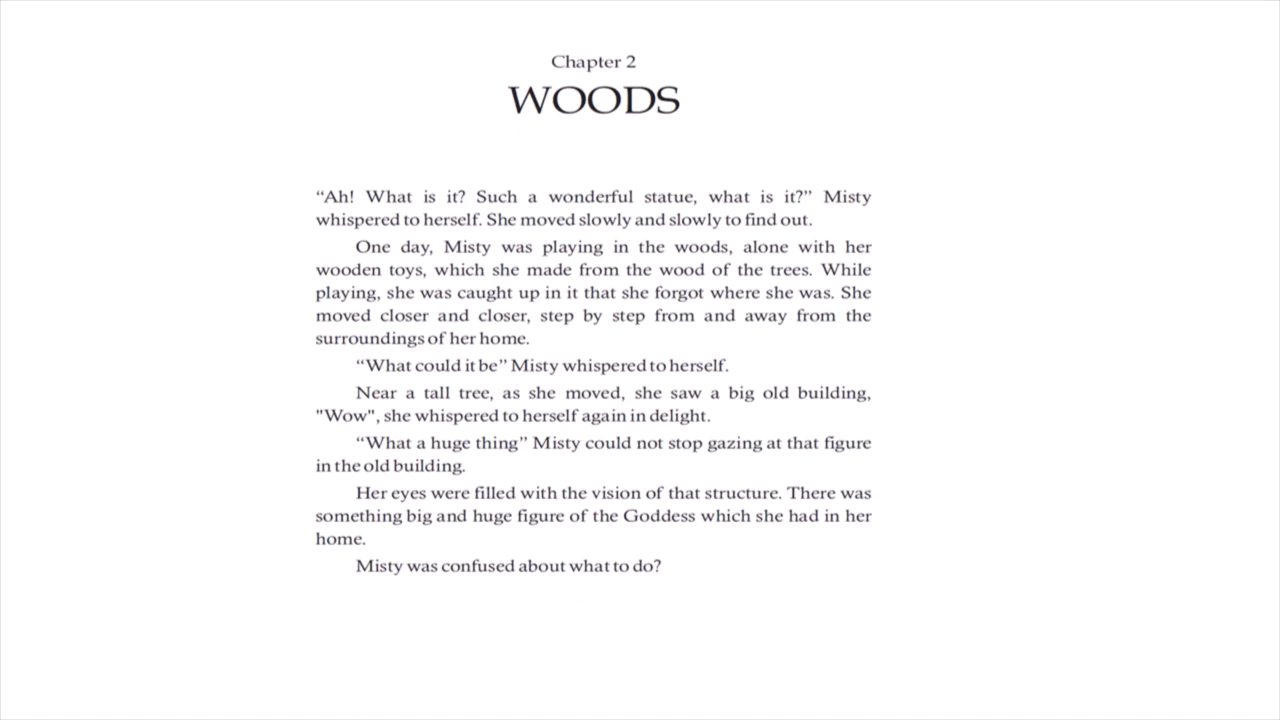 Chapter 2
WOODS
“Ah! What is it? Such a wonderful statue, what is it?” Misty
whispered to herself. She moved slowly and slowly to find out.
One day, Misty was playing in the woods, alone with her
wooden toys, which she made from the wood of the trees. While
playing, she was caught up in it that she forgot where she was. She
moved closer and closer, step by step from and away from the
surroundings of her home.
“What could it be” Misty whispered to herself.
Near a tall tree, as she moved, she saw a big old building,
"Wow", she whispered to herself again in delight.
“What a huge thing” Misty could not stop gazing at that figure
in the old building.
Her eyes were filled with the vision of that structure. There was
something big and huge figure of the Goddess which she had in her
home.
Misty was confused about what to do?